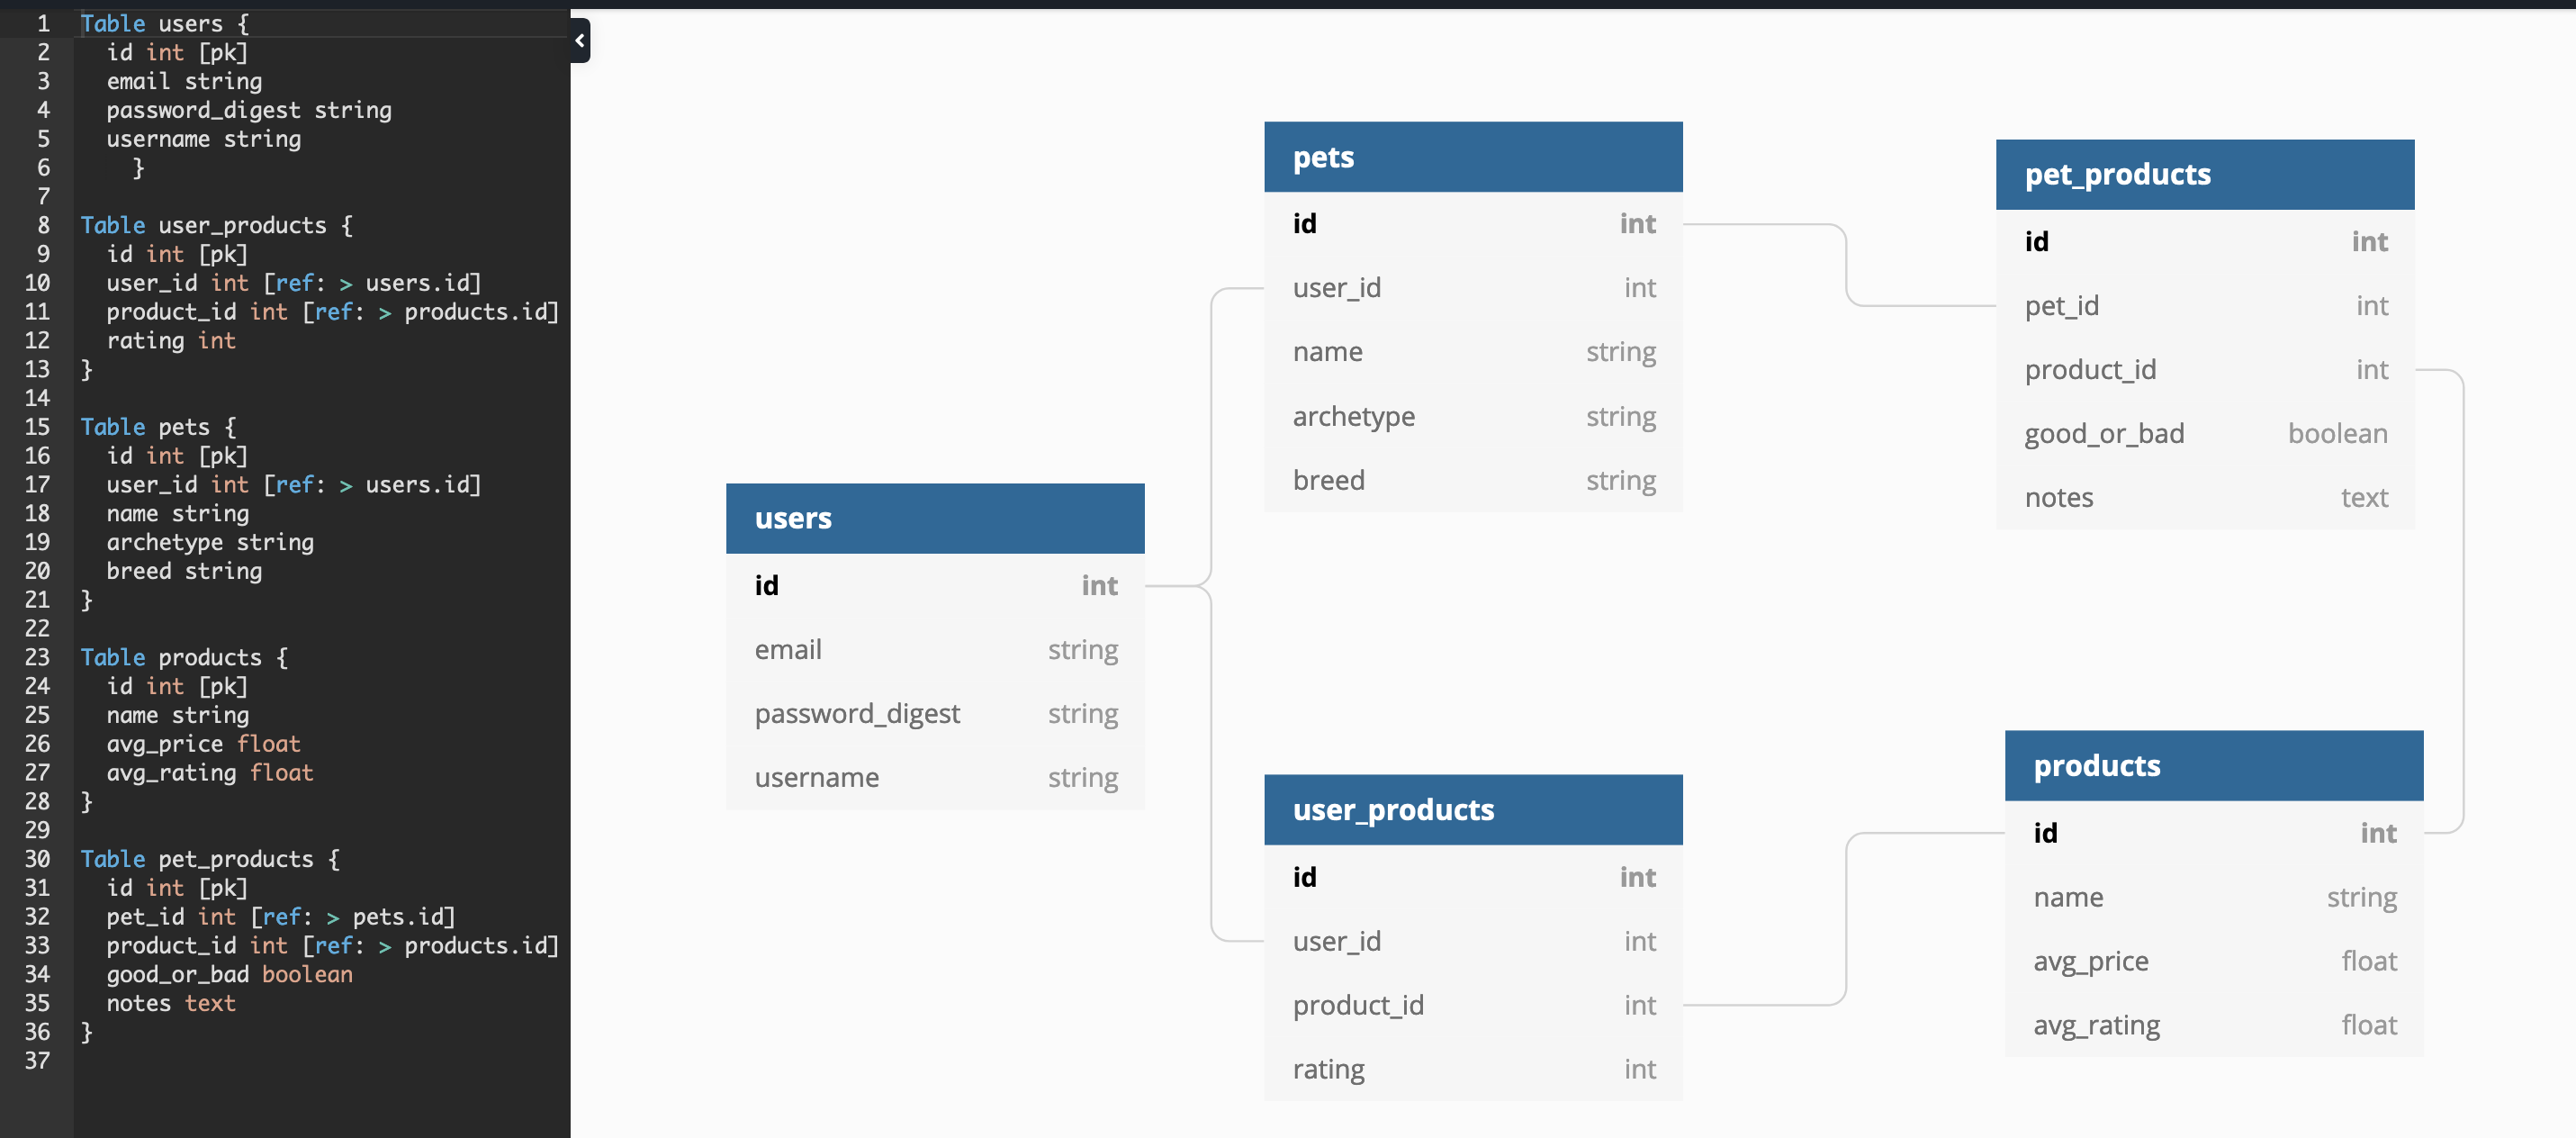 1 Table users {
2 id int [pk]
3 email string
4 password_digest string
5 username string
6 }
7
8 Table user_products {
9 id int [pk]
10 user_id int [ref: > users.id]
11 product_id int [ref: > products.id]
12 rating int
13 }
14
15 Table pets {
16 id int [pk]
17 user_id int [ref: > users.id]
18 name string
19 archetype string
20 breed string
21 }
22
23 Table products {
24 id int [pk]
25 name string
26 avg_price float
27 avg_rating float
28 }
29
30 Table pet_products {
31 id int [pk]
32 pet_id int [ref: > pets.id]
33 product_id int [ref: > products.id]
34 good_or_bad boolean
35 notes text
36 }
37
users
id int
email string
password_digest string
username string
pets
id int
user_id int
name string
archetype string
breed string
user_products
id int
user_id int
product_id int
rating int
pet_products
id int
pet_id int
product_id int
good_or_bad boolean
notes text
products
id int
name string
avg_price float
avg_rating float